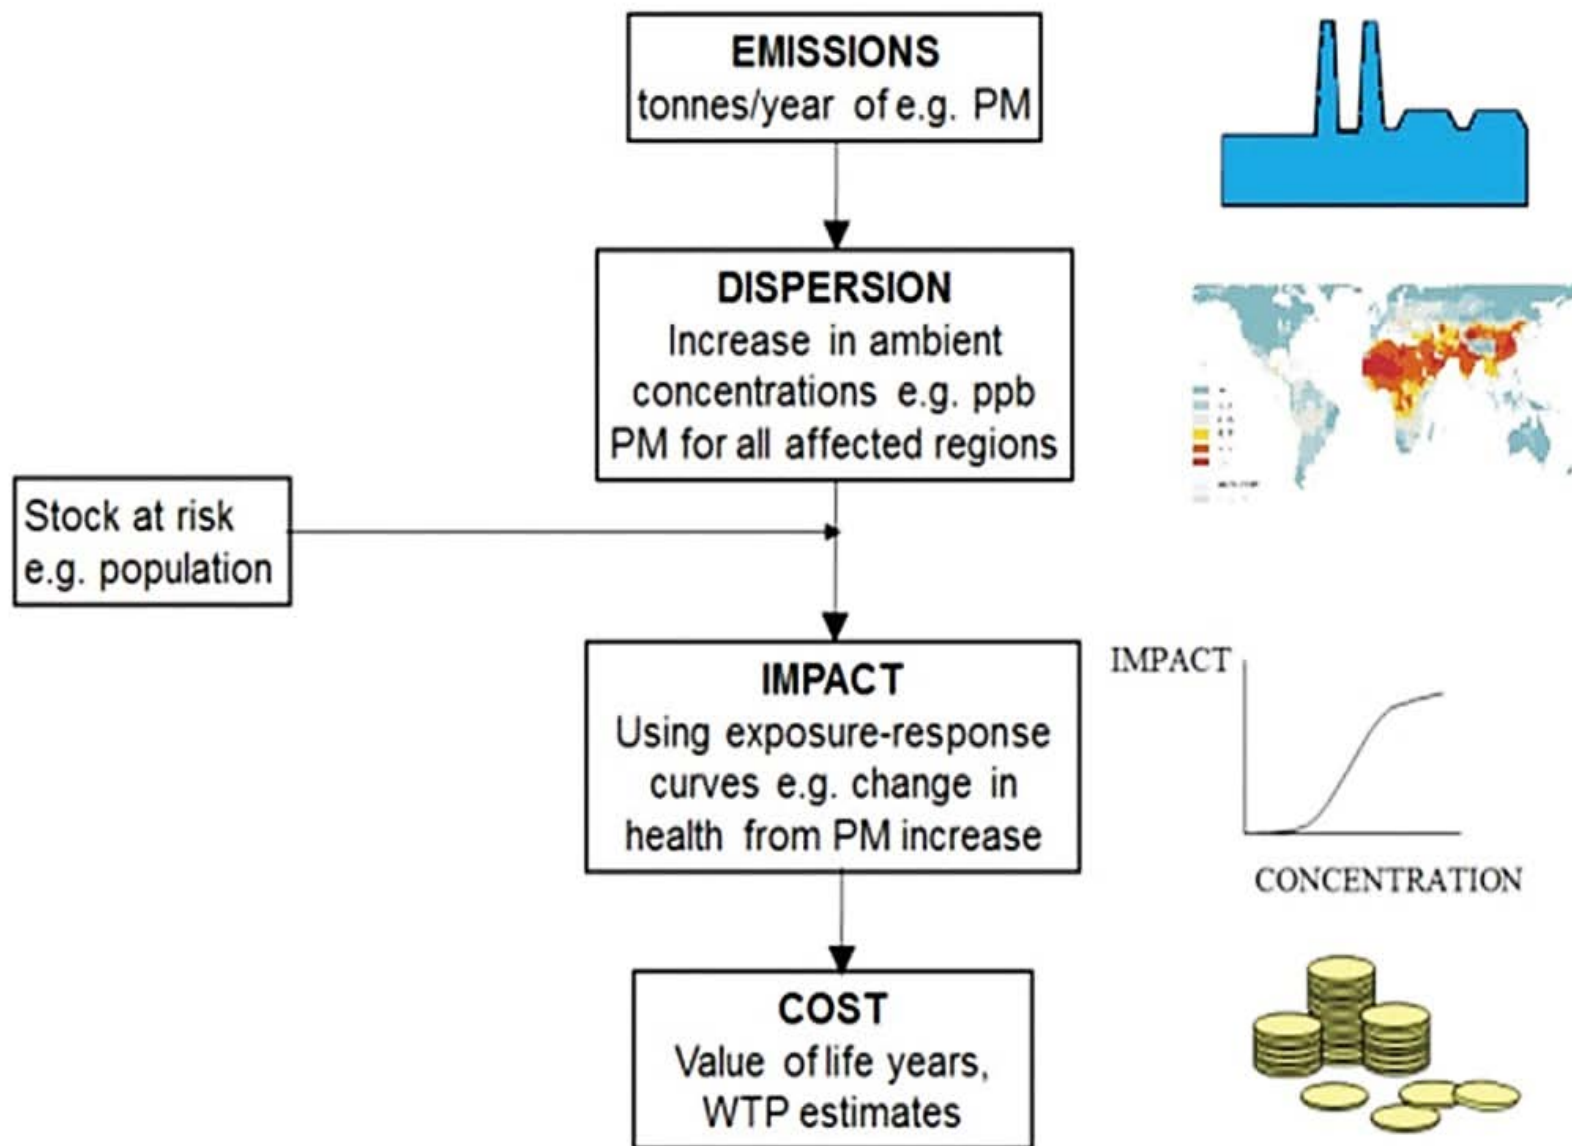 EMISSIONS
tonnes/year of e.g. PM
DISPERSION
Increase in ambient
concentrations e.g. ppb
PM for all affected regions
Stock at risk
e.g. population
IMPACT
Using exposure-response
curves e.g. change in
health from PM increase
IMPACT
CONCENTRATION
COST
Value of life years,
WTP estimates